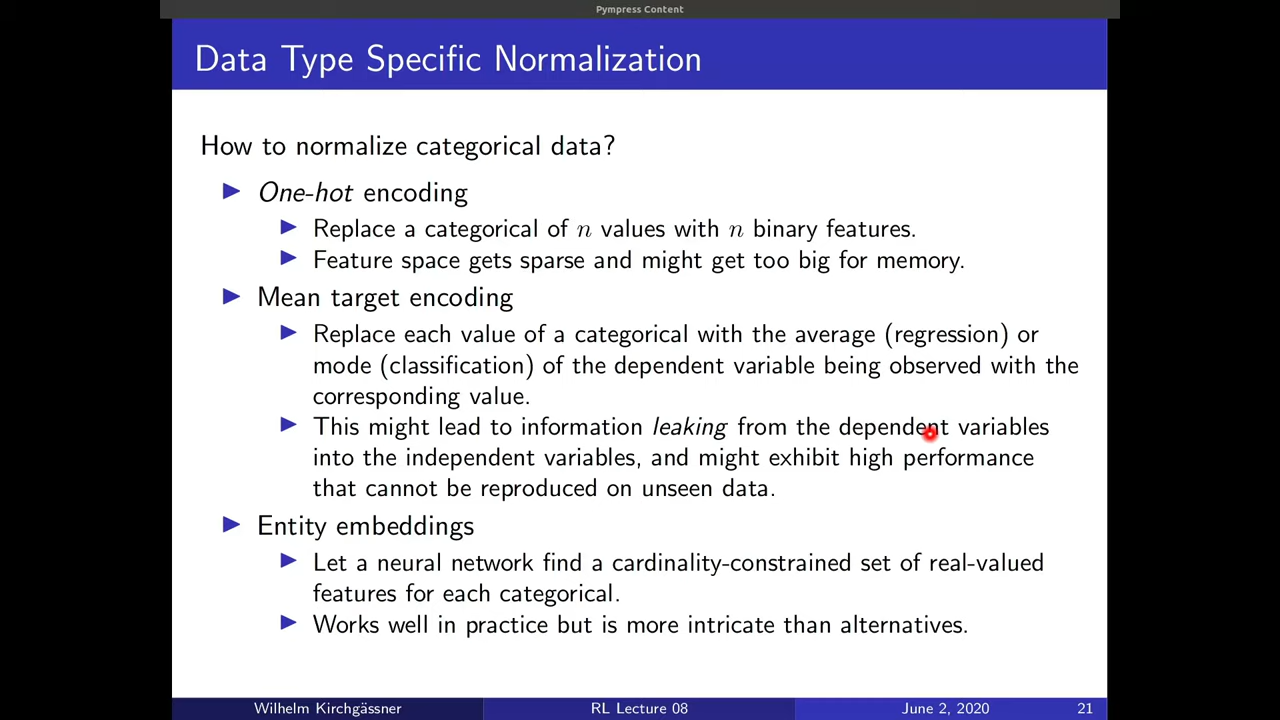 Pympress Content
Data Type Specific Normalization
How to normalize categorical data?
One-hot encoding
Replace a categorical of n values with n binary features.
Feature space gets sparse and might get too big for memory.
Mean target encoding
Replace each value of a categorical with the average (regression) or
mode (classification) of the dependent variable being observed with the
corresponding value.
This might lead to information leaking from the dependent variables
into the independent variables, and might exhibit high performance
that cannot be reproduced on unseen data.
Entity embeddings
Let a neural network find a cardinality-constrained set of real-valued
features for each categorical.
Works well in practice but is more intricate than alternatives.
Wilhelm Kirchgässner RL Lecture 08 June 2, 2020 21